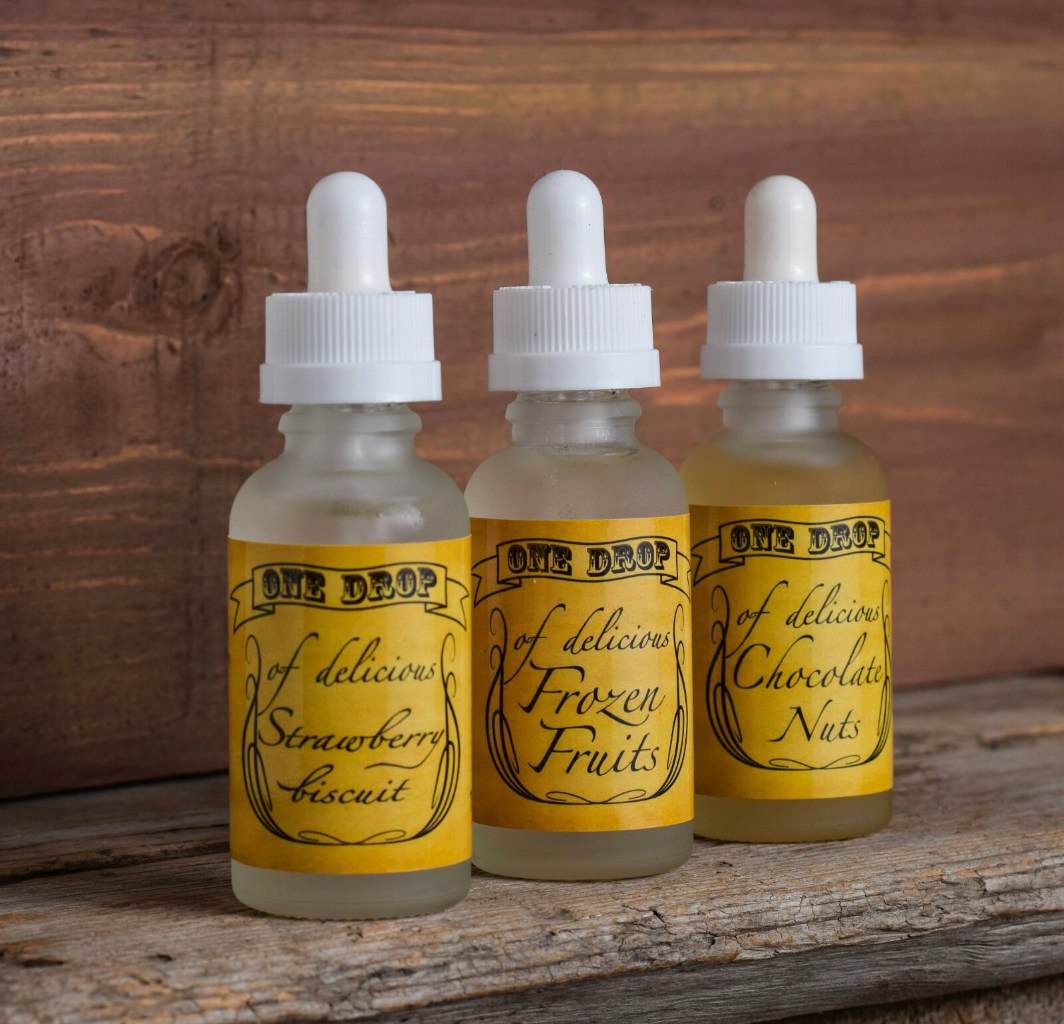 ONE DROP
of delicious
Strawberry
biscuit
ONE DROP
of delicious
Frozen
Fruits
ONE DROP
of delicious
Chocolate
Nuts